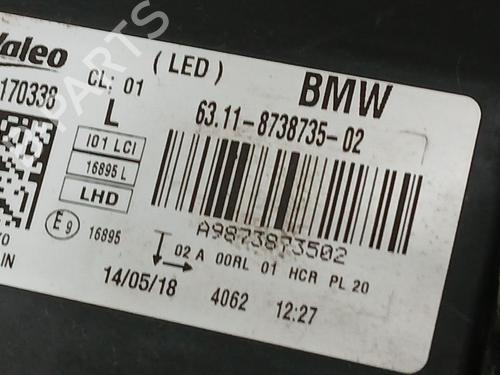 Valeo
(LED)
BMW
170338
CL: 01
L
63.11-8738735-02
I01 LCI
16895 L
LHD
A9873873502
E9
16895
02 A 00RL 01 HCR PL 20
IN
14/05/18
4062
12:27